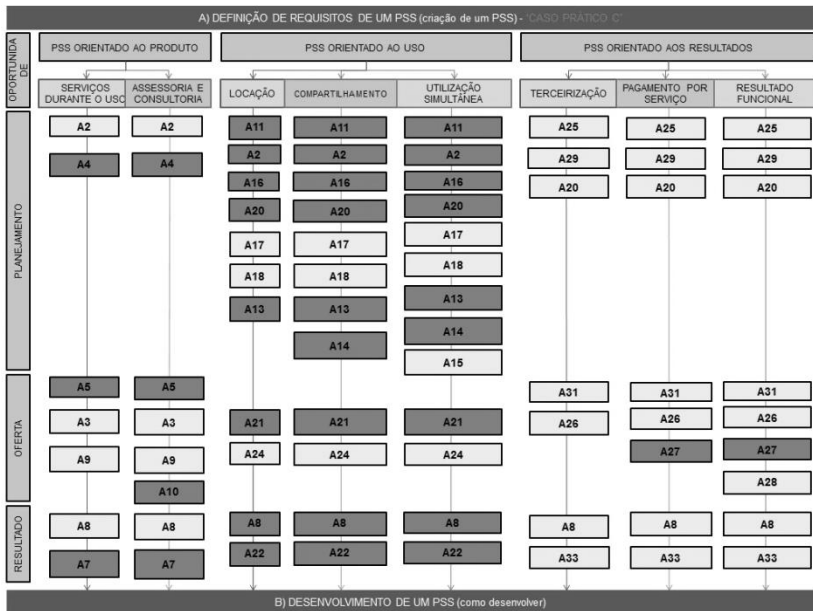 A) DEFINIÇÃO DE REQUISITOS DE UM PSS (criação de um PSS) - "CASO PRÁTICO C"
OPORTUNIDA
DE
PSS ORIENTADO AO PRODUTO
PSS ORIENTADO AO USO
PSS ORIENTADO AOS RESULTADOS
SERVIÇOS
DURANTE O USO
ASSESSORIA E
CONSULTORIA
LOCAÇÃO
COMPARTILHAMENTO
UTILIZAÇÃO
SIMULTÂNEA
TERCEIRIZAÇÃO
PAGAMENTO POR
SERVIÇO
RESULTADO
FUNCIONAL
PLANEJAMENTO
A2 A2 A11 A11 A11 A25 A25 A25
A4 A4 A2 A2 A2 A29 A29 A29
A16 A16 A16 A20 A20 A20
A20 A20 A20
A17 A17 A17
A18 A18 A18
A13 A13 A13
A14 A14
A15
OFERTA
A5 A5 A31 A31 A31
A3 A3 A21 A21 A21 A26 A26 A26
A9 A9 A24 A24 A24 A27 A27
A10 A28
RESULTADO
A8 A8 A8 A8 A8 A8 A8 A8
A7 A7 A22 A22 A22 A33 A33 A33
B) DESENVOLVIMENTO DE UM PSS (como desenvolver)